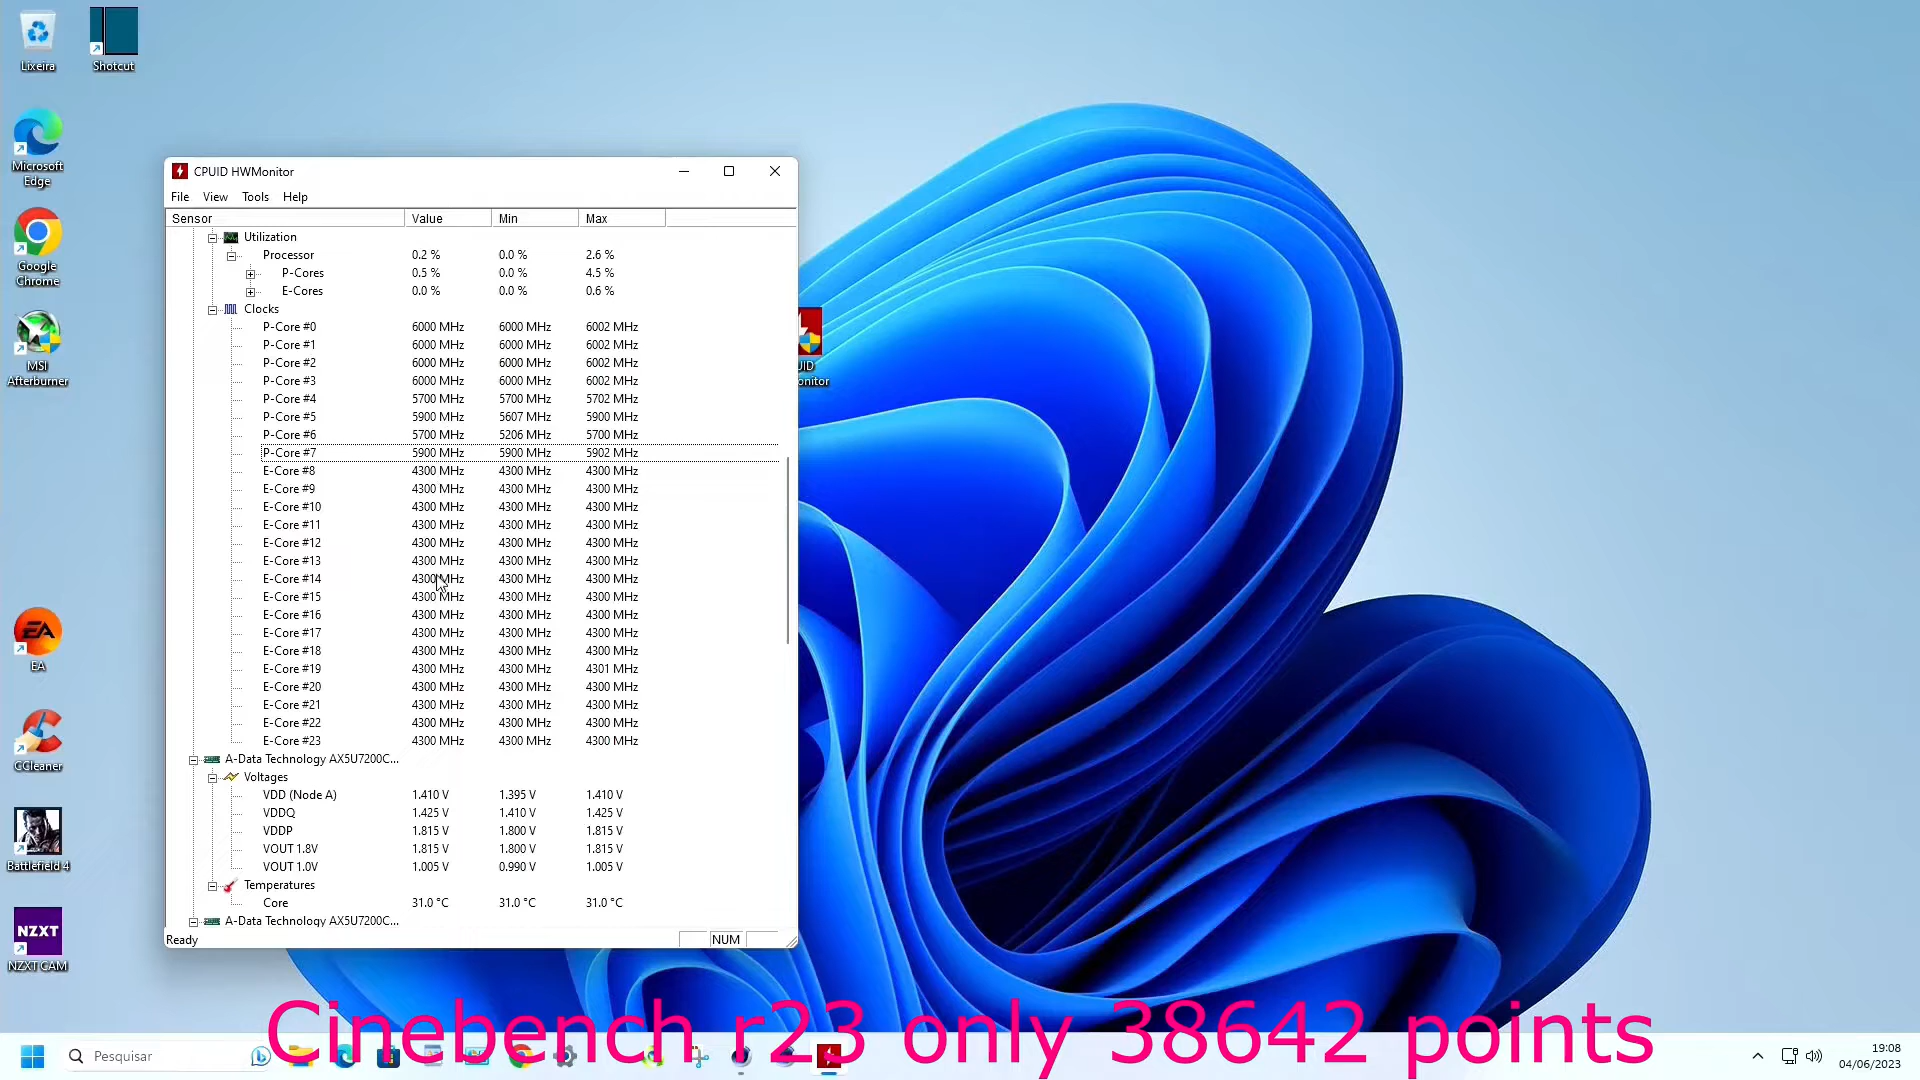 Lixeira
Shotcut
Microsoft
Edge
Google
Chrome
MSI
Afterburner
EA
CCleaner
Battlefield 4
NZXT
NZXT CAM
CPUID HWMonitor
File View Tools Help
Sensor Value Min Max
Utilization
Processor 0.2 % 0.0 % 2.6 %
P-Cores 0.5 % 0.0 % 4.5 %
E-Cores 0.0 % 0.0 % 0.6 %
Clocks
P-Core #0 6000 MHz 6000 MHz 6002 MHz
P-Core #1 6000 MHz 6000 MHz 6002 MHz
P-Core #2 6000 MHz 6000 MHz 6002 MHz
P-Core #3 6000 MHz 6000 MHz 6002 MHz
P-Core #4 5700 MHz 5700 MHz 5702 MHz
P-Core #5 5900 MHz 5607 MHz 5900 MHz
P-Core #6 5700 MHz 5206 MHz 5700 MHz
P-Core #7 5900 MHz 5900 MHz 5902 MHz
E-Core #8 4300 MHz 4300 MHz 4300 MHz
E-Core #9 4300 MHz 4300 MHz 4300 MHz
E-Core #10 4300 MHz 4300 MHz 4300 MHz
E-Core #11 4300 MHz 4300 MHz 4300 MHz
E-Core #12 4300 MHz 4300 MHz 4300 MHz
E-Core #13 4300 MHz 4300 MHz 4300 MHz
E-Core #14 4300 MHz 4300 MHz 4300 MHz
E-Core #15 4300 MHz 4300 MHz 4300 MHz
E-Core #16 4300 MHz 4300 MHz 4300 MHz
E-Core #17 4300 MHz 4300 MHz 4300 MHz
E-Core #18 4300 MHz 4300 MHz 4300 MHz
E-Core #19 4300 MHz 4300 MHz 4301 MHz
E-Core #20 4300 MHz 4300 MHz 4300 MHz
E-Core #21 4300 MHz 4300 MHz 4300 MHz
E-Core #22 4300 MHz 4300 MHz 4300 MHz
E-Core #23 4300 MHz 4300 MHz 4300 MHz
A-Data Technology AX5U7200C...
Voltages
VDD (Node A) 1.410 V 1.395 V 1.410 V
VDDQ 1.425 V 1.410 V 1.425 V
VDDP 1.815 V 1.800 V 1.815 V
VOUT 1.8V 1.815 V 1.800 V 1.815 V
VOUT 1.0V 1.005 V 0.990 V 1.005 V
Temperatures
Core 31.0 °C 31.0 °C 31.0 °C
A-Data Technology AX5U7200C...
Ready NUM
UID
onitor
Cinebench r23 only 38642 points
Pesquisar
19:08
04/06/2023